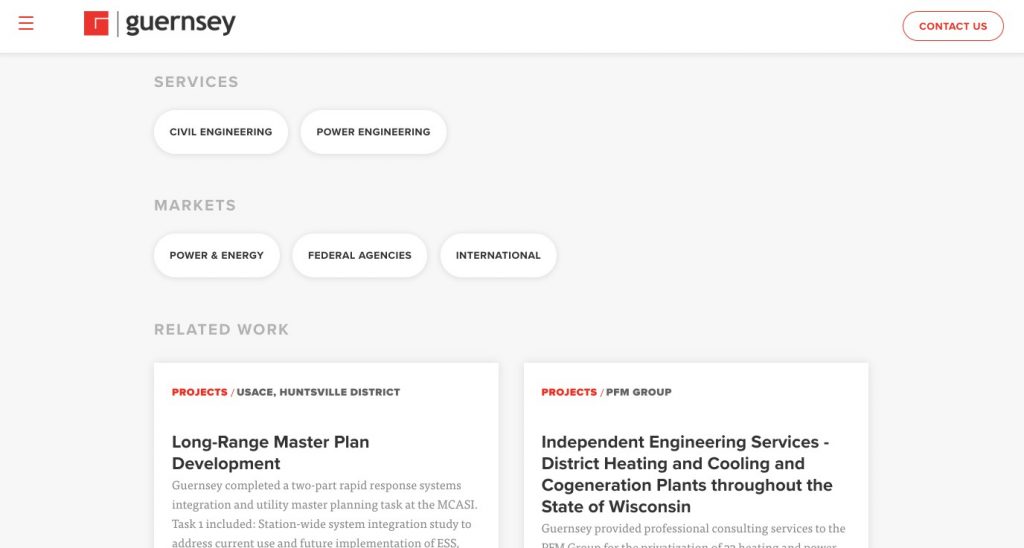 guernsey
CONTACT US
SERVICES
CIVIL ENGINEERING
POWER ENGINEERING
MARKETS
POWER & ENERGY
FEDERAL AGENCIES
INTERNATIONAL
RELATED WORK
PROJECTS / USACE, HUNTSVILLE DISTRICT
Long-Range Master Plan
Development
Guernsey completed a two-part rapid response systems
integration and utility master planning task at the MCASI.
Task 1 included: Station-wide system integration study to
address current use and future implementation of ESS,
PROJECTS / PFM GROUP
Independent Engineering Services -
District Heating and Cooling and
Cogeneration Plants throughout the
State of Wisconsin
Guernsey provided professional consulting services to the
PFM Group for the privatization of 37 heating and power